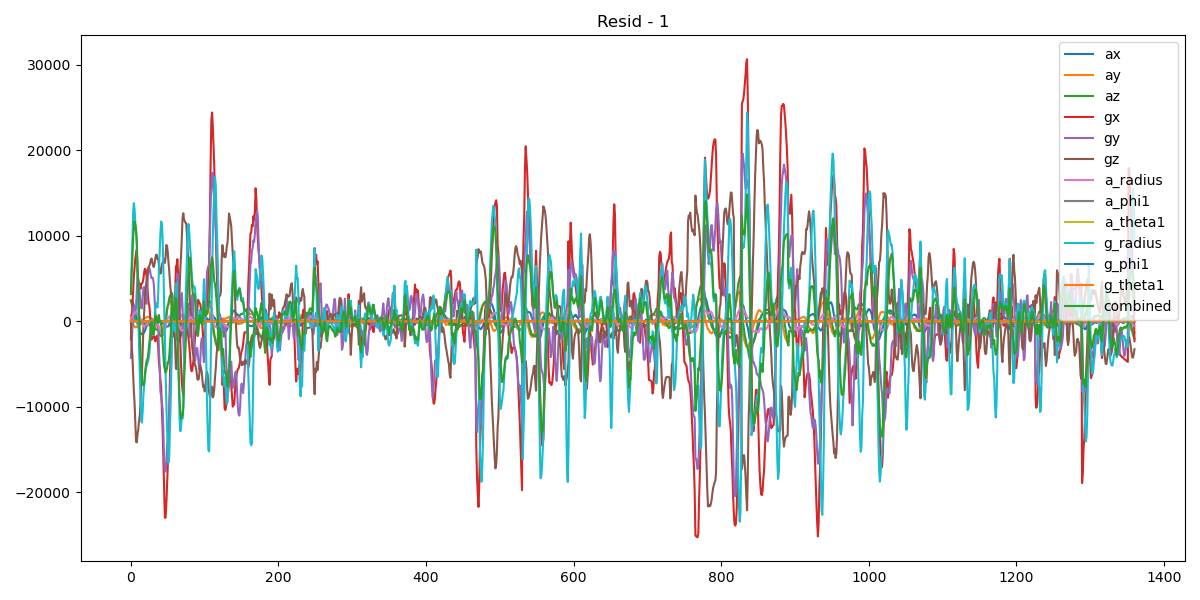 Resid - 1
30000
20000
10000
0
−10000
−20000
0 200 400 600 800 1000 1200 1400
ax
ay
az
gx
gy
gz
a_radius
a_phi1
a_theta1
g_radius
g_phi1
g_theta1
combined